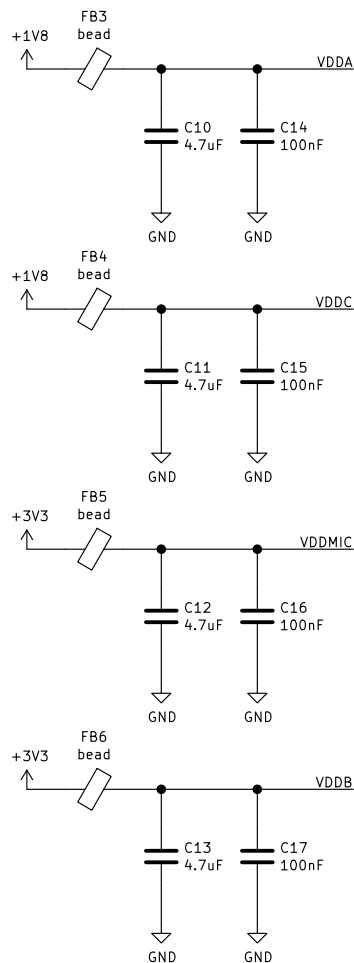 FB3
bead
+1V8
VDDA
C10
4.7uF
C14
100nF
GND
GND
FB4
bead
+1V8
VDDC
C11
4.7uF
C15
100nF
GND
GND
FB5
bead
+3V3
VDDMIC
C12
4.7uF
C16
100nF
GND
GND
FB6
bead
+3V3
VDDB
C13
4.7uF
C17
100nF
GND
GND